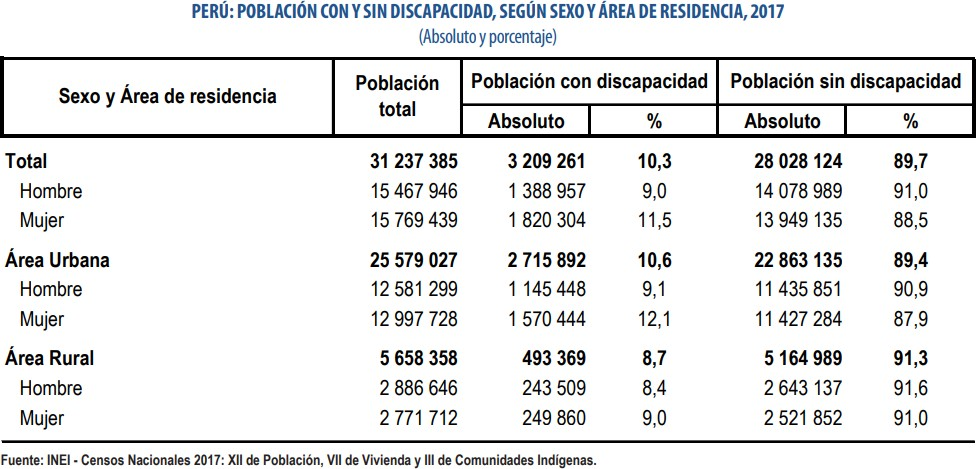 PERÚ: POBLACIÓN CON Y SIN DISCAPACIDAD, SEGÚN SEXO Y ÁREA DE RESIDENCIA, 2017
(Absoluto y porcentaje)
Sexo y Área de residencia Población total Población con discapacidad Población sin discapacidad
Absoluto % Absoluto %
Total 31 237 385 3 209 261 10,3 28 028 124 89,7
Hombre 15 467 946 1 388 957 9,0 14 078 989 91,0
Mujer 15 769 439 1 820 304 11,5 13 949 135 88,5
Área Urbana 25 579 027 2 715 892 10,6 22 863 135 89,4
Hombre 12 581 299 1 145 448 9,1 11 435 851 90,9
Mujer 12 997 728 1 570 444 12,1 11 427 284 87,9
Área Rural 5 658 358 493 369 8,7 5 164 989 91,3
Hombre 2 886 646 243 509 8,4 2 643 137 91,6
Mujer 2 771 712 249 860 9,0 2 521 852 91,0
Fuente: INEI - Censos Nacionales 2017: XII de Población, VII de Vivienda y III de Comunidades Indígenas.